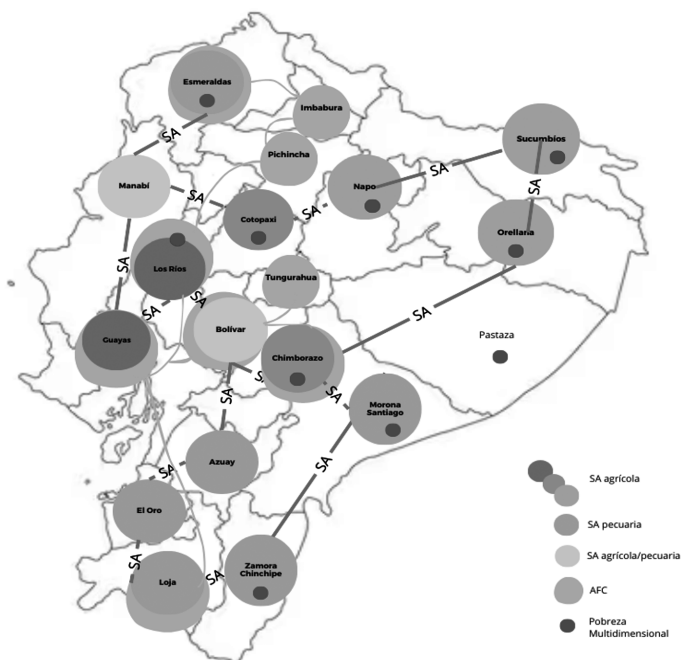 Esmeraldas
Imbabura
SA
Sucumbíos
Pichincha
SA
Manabí
Napo
SA
SA
SA
Cotopaxi
SA
Orellana
Los Ríos
SA
Tungurahua
SA
SA
SA
Bolívar
Pastaza
Guayas
Chimborazo
S
SA
SA
Morona
Santiago
Azuay
SA
SA
SA agrícola
El Oro
SA pecuaria
SA
SA agrícola/pecuaria
Loja
SA
Zamora
Chinchipe
AFC
Pobreza
Multidimensional